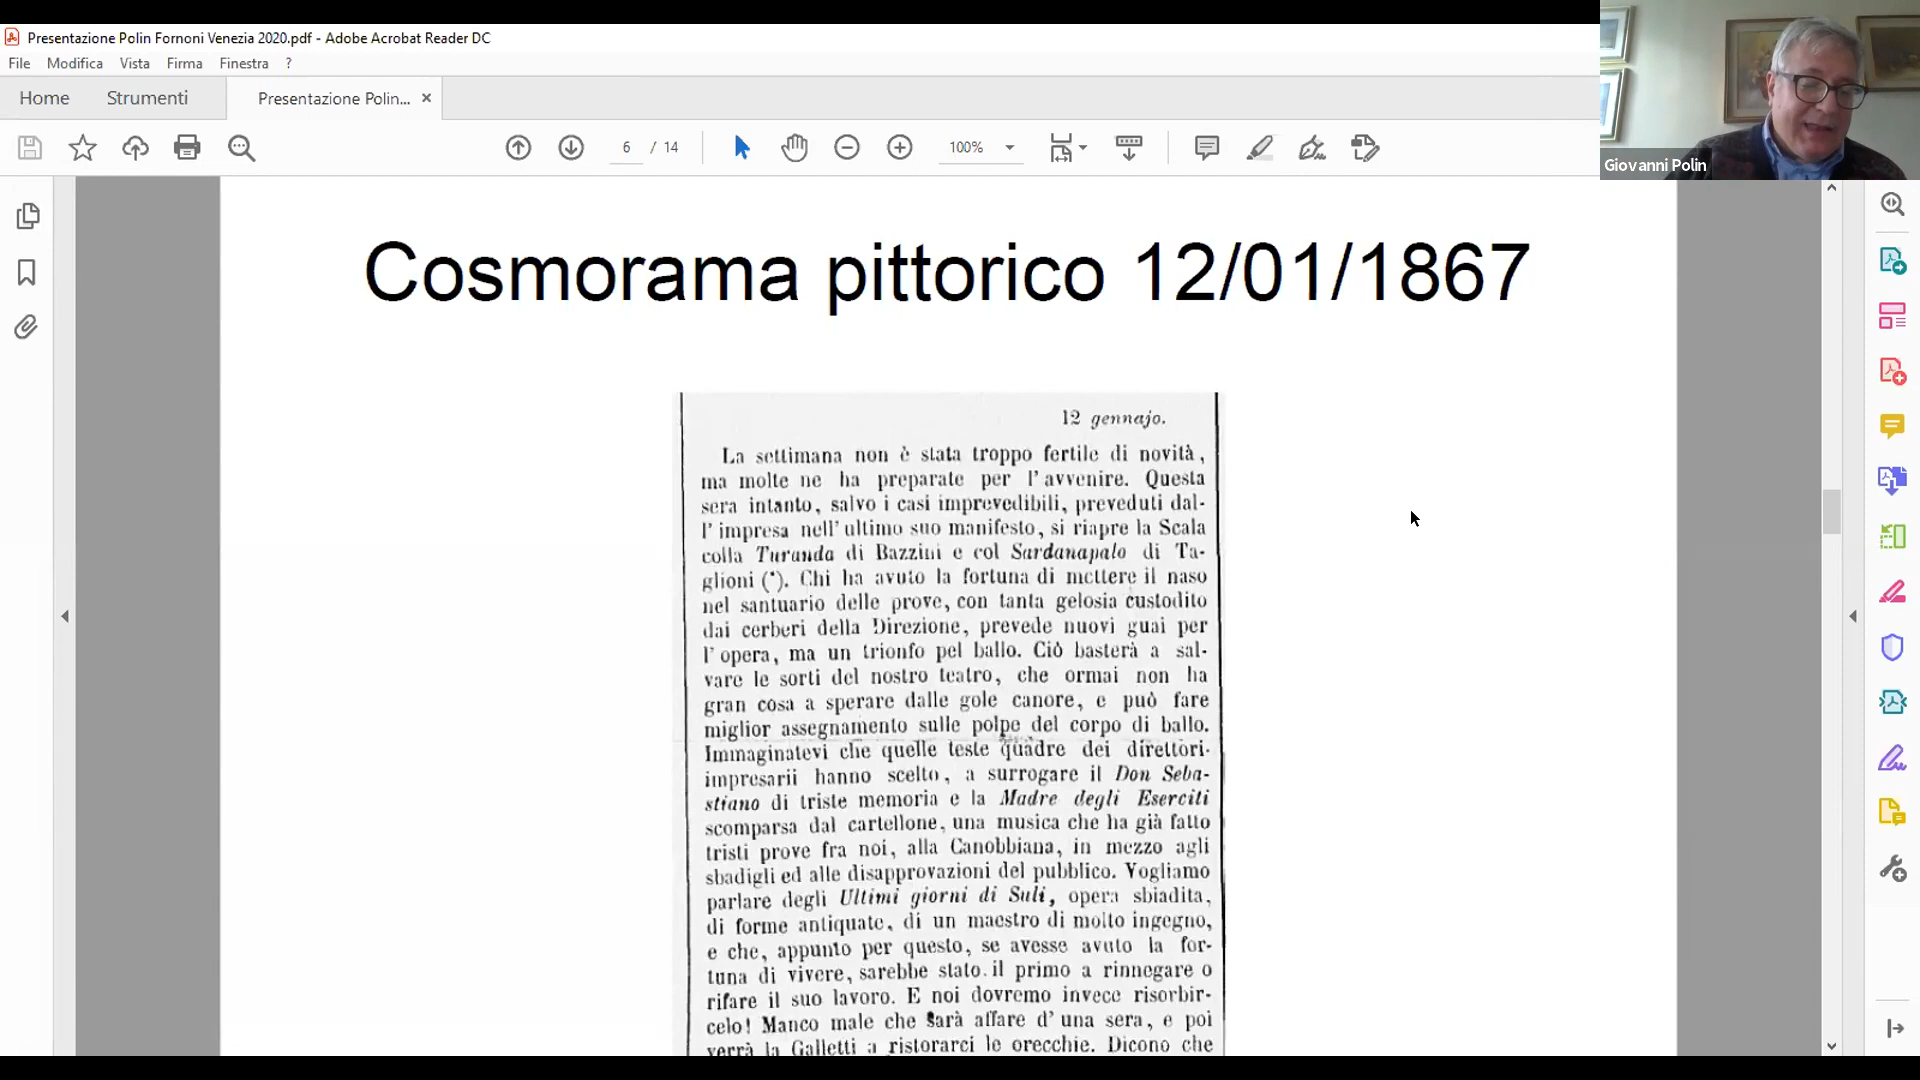 Presentazione Polin Fornoni Venezia 2020.pdf - Adobe Acrobat Reader DC
File Modifica Vista Firma Finestra ?
Home Strumenti Presentazione Polin... ×
6 / 14 100%
Giovanni Polin
Cosmorama pittorico 12/01/1867
12 gennajo.
La settimana non è stata troppo fertile di novità,
ma molte ne ha preparate per l'avvenire. Questa
sera intanto, salvo i casi imprevedibili, preveduti dal-
l'impresa nell'ultimo suo manifesto, si riapre la Scala
colla Turanda di Bazzini e col Sardanapalo di Ta-
glioni (*). Chi ha avuto la fortuna di mettere il naso
nel santuario delle prove, con tanta gelosia custodito
dai cerberi della Direzione, prevede nuovi guai per
l'opera, ma un trionfo pel ballo. Ciò basterà a sal-
vare le sorti del nostro teatro, che ormai non ha
gran cosa a sperare dalle gole canore, e può fare
miglior assegnamento sulle polpe del corpo di ballo.
Immaginatevi che quelle teste quadre dei direttori-
impresarii hanno scelto, a surrogare il Don Seba-
stiano di triste memoria e la Madre degli Eserciti
scomparsa dal cartellone, una musica che ha già fatto
tristi prove fra noi, alla Canobbiana, in mezzo agli
sbadigli ed alle disapprovazioni del pubblico. Vogliamo
parlare degli Ultimi giorni di Suli, opera sbiadita,
di forme antiquate, di un maestro di molto ingegno,
e che, appunto per questo, se avesse avuto la for-
tuna di vivere, sarebbe stato il primo a rinnegare o
rifare il suo lavoro. E noi dovremo invece risorbir-
celo! Manco male che sarà affare d'una sera, e poi
verrà la Galletti a ristorarci le orecchie. Dicono che